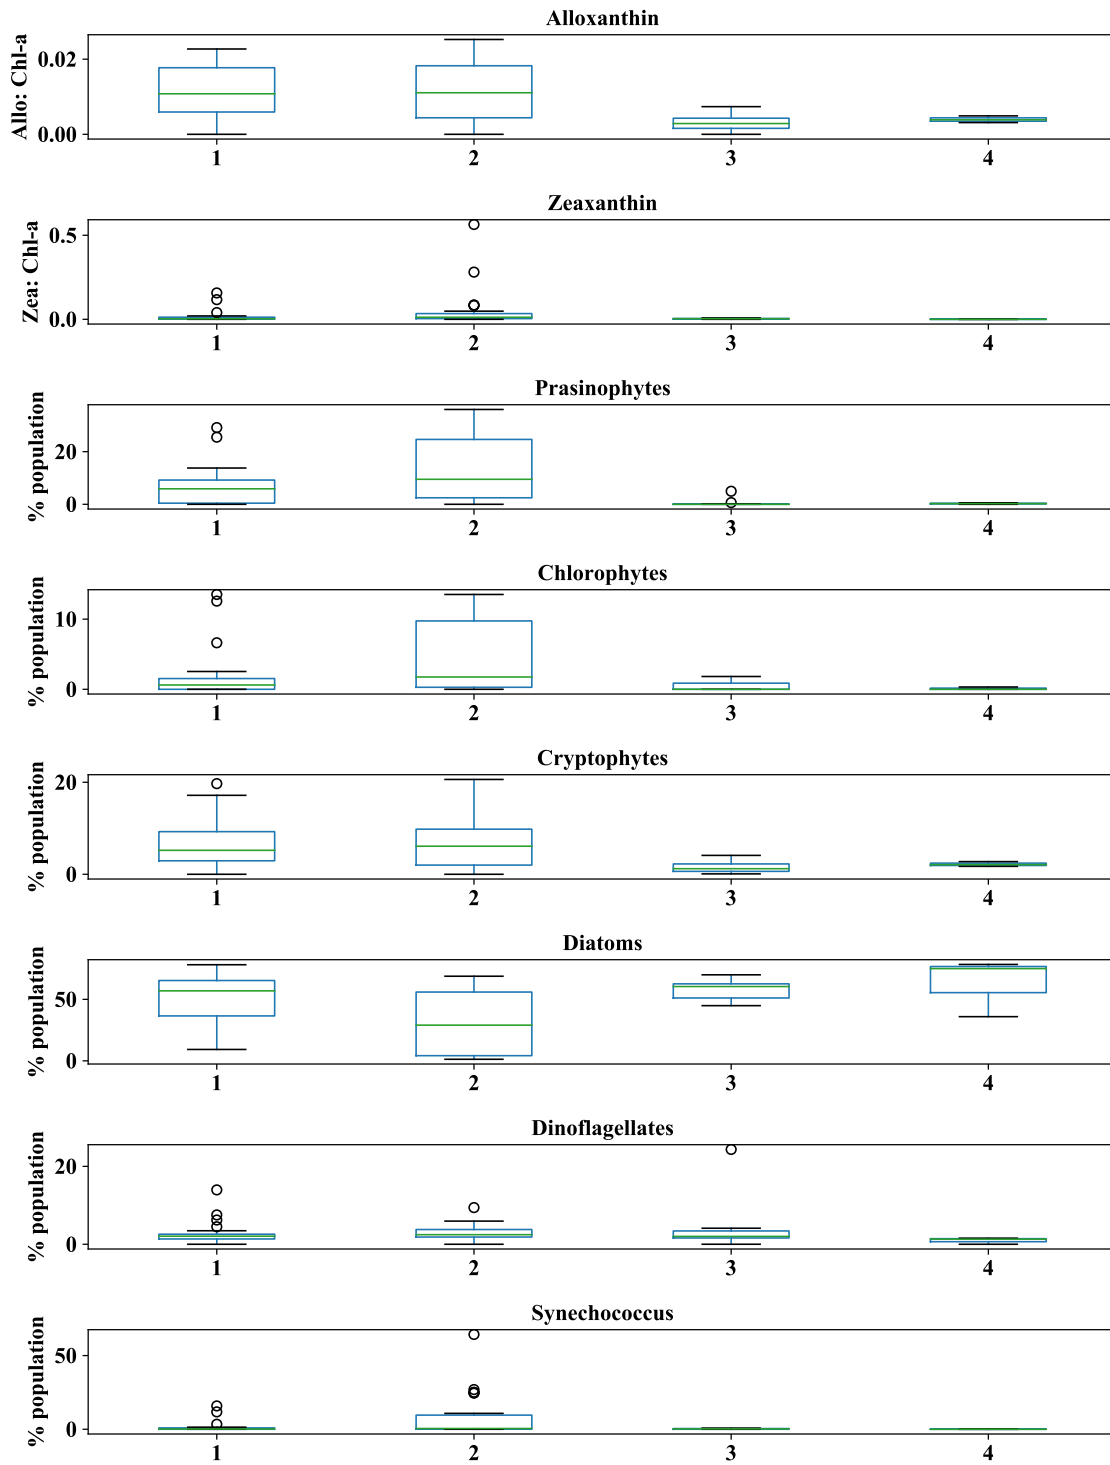 Alloxanthin
Allo: Chl-a
0.02
0.00
1 2 3 4
Zeaxanthin
Zea: Chl-a
0.5
0.0
1 2 3 4
Prasinophytes
% population
20
0
1 2 3 4
Chlorophytes
% population
10
0
1 2 3 4
Cryptophytes
% population
20
0
1 2 3 4
Diatoms
% population
50
0
1 2 3 4
Dinoflagellates
% population
20
0
1 2 3 4
Synechococcus
% population
50
0
1 2 3 4